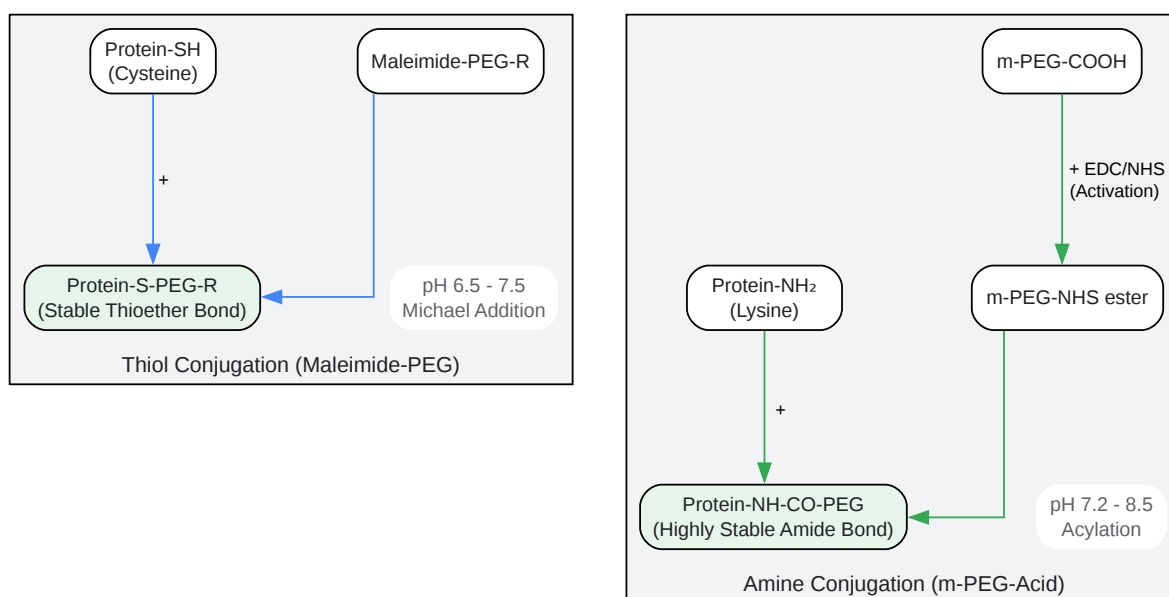 Protein-SH
(Cysteine)
Maleimide-PEG-R
+
Protein-S-PEG-R
(Stable Thioether Bond)
pH 6.5 - 7.5
Michael Addition
Thiol Conjugation (Maleimide-PEG)
m-PEG-COOH
+ EDC/NHS
(Activation)
Protein-NH₂
(Lysine)
m-PEG-NHS ester
+
Protein-NH-CO-PEG
(Highly Stable Amide Bond)
pH 7.2 - 8.5
Acylation
Amine Conjugation (m-PEG-Acid)